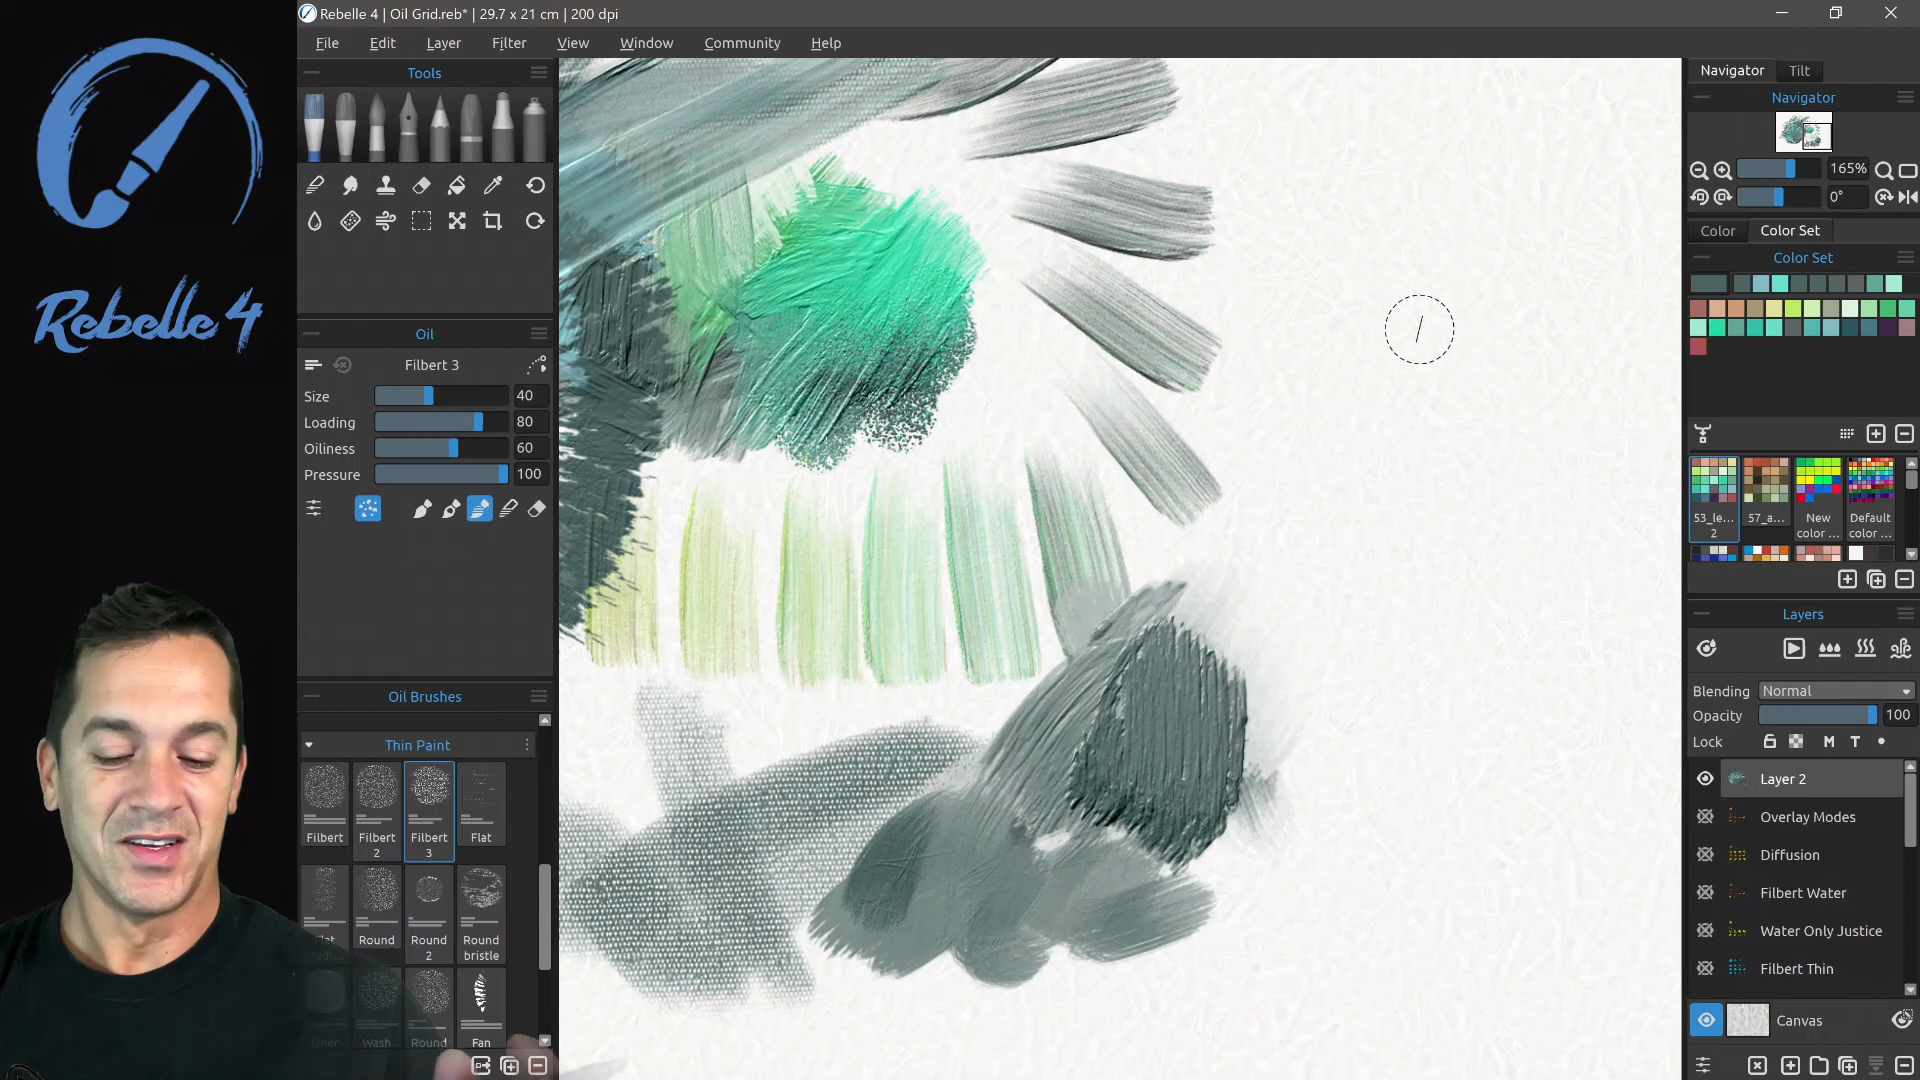 Rebelle 4 | Oil Grid.reb* | 29.7 x 21 cm | 200 dpi
File Edit Layer Filter View Window Community Help
Rebelle 4
Tools
Oil
Filbert 3
Size 40
Loading 80
Oiliness 60
Pressure 100
Oil Brushes
Thin Paint
Filbert
Filbert 2
Filbert 3
Flat
Round
Round 2
Round bristle
Wash
Round
Fan
Navigator Tilt
Navigator
165%
0°
Color Color Set
Color Set
53_le... 2
57_a...
New color ...
Default color ...
Layers
Blending Normal
Opacity 100
Lock M T
Layer 2
Overlay Modes
Diffusion
Filbert Water
Water Only Justice
Filbert Thin
Canvas